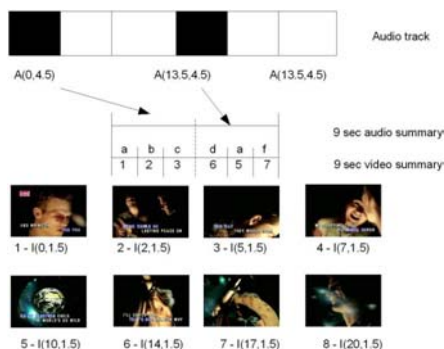 Audio track
A(0,4.5) A(13.5,4.5) A(13.5,4.5)
9 sec audio summary
a b c d a f
1 2 3 6 5 7
9 sec video summary
1 - I(0,1.5) 2 - I(2,1.5) 3 - I(5,1.5) 4 - I(7,1.5)
5 - I(10,1.5) 6 - I(14,1.5) 7 - I(17,1.5) 8 - I(20,1.5)